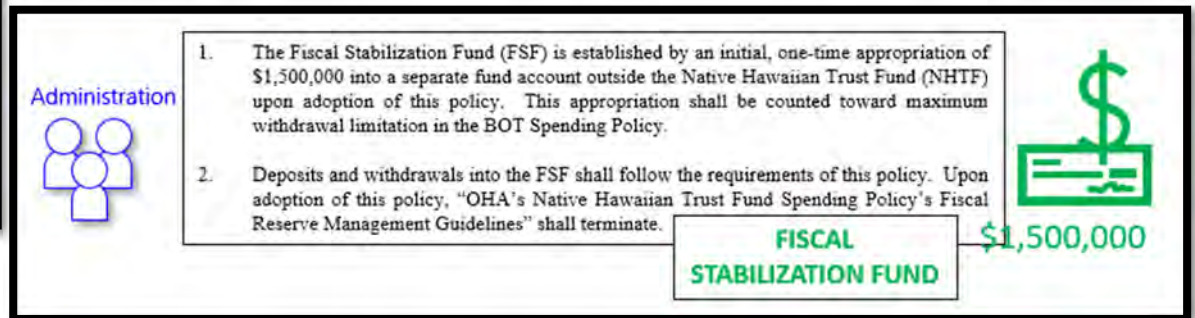 Administration
1. The Fiscal Stabilization Fund (FSF) is established by an initial, one-time appropriation of
$1,500,000 into a separate fund account outside the Native Hawaiian Trust Fund (NHTF)
upon adoption of this policy. This appropriation shall be counted toward maximum
withdrawal limitation in the BOT Spending Policy.
2. Deposits and withdrawals into the FSF shall follow the requirements of this policy. Upon
adoption of this policy, “OHA’s Native Hawaiian Trust Fund Spending Policy’s Fiscal
Reserve Management Guidelines” shall terminate.
FISCAL
STABILIZATION FUND
$
$1,500,000